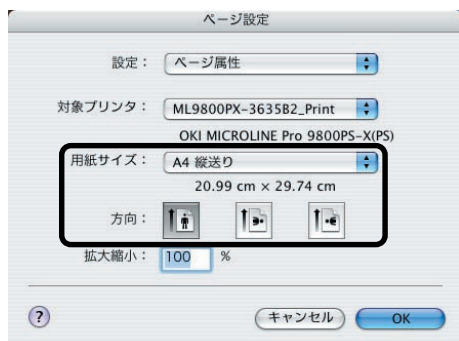 ページ設定
設定： ページ属性
対象プリンタ： ML9800PX-3635B2_Print
OKI MICROLINE Pro 9800PS-X(PS)
用紙サイズ： A4 縦送り
20.99 cm × 29.74 cm
方向：
拡大縮小： 100 %
? キャンセル OK